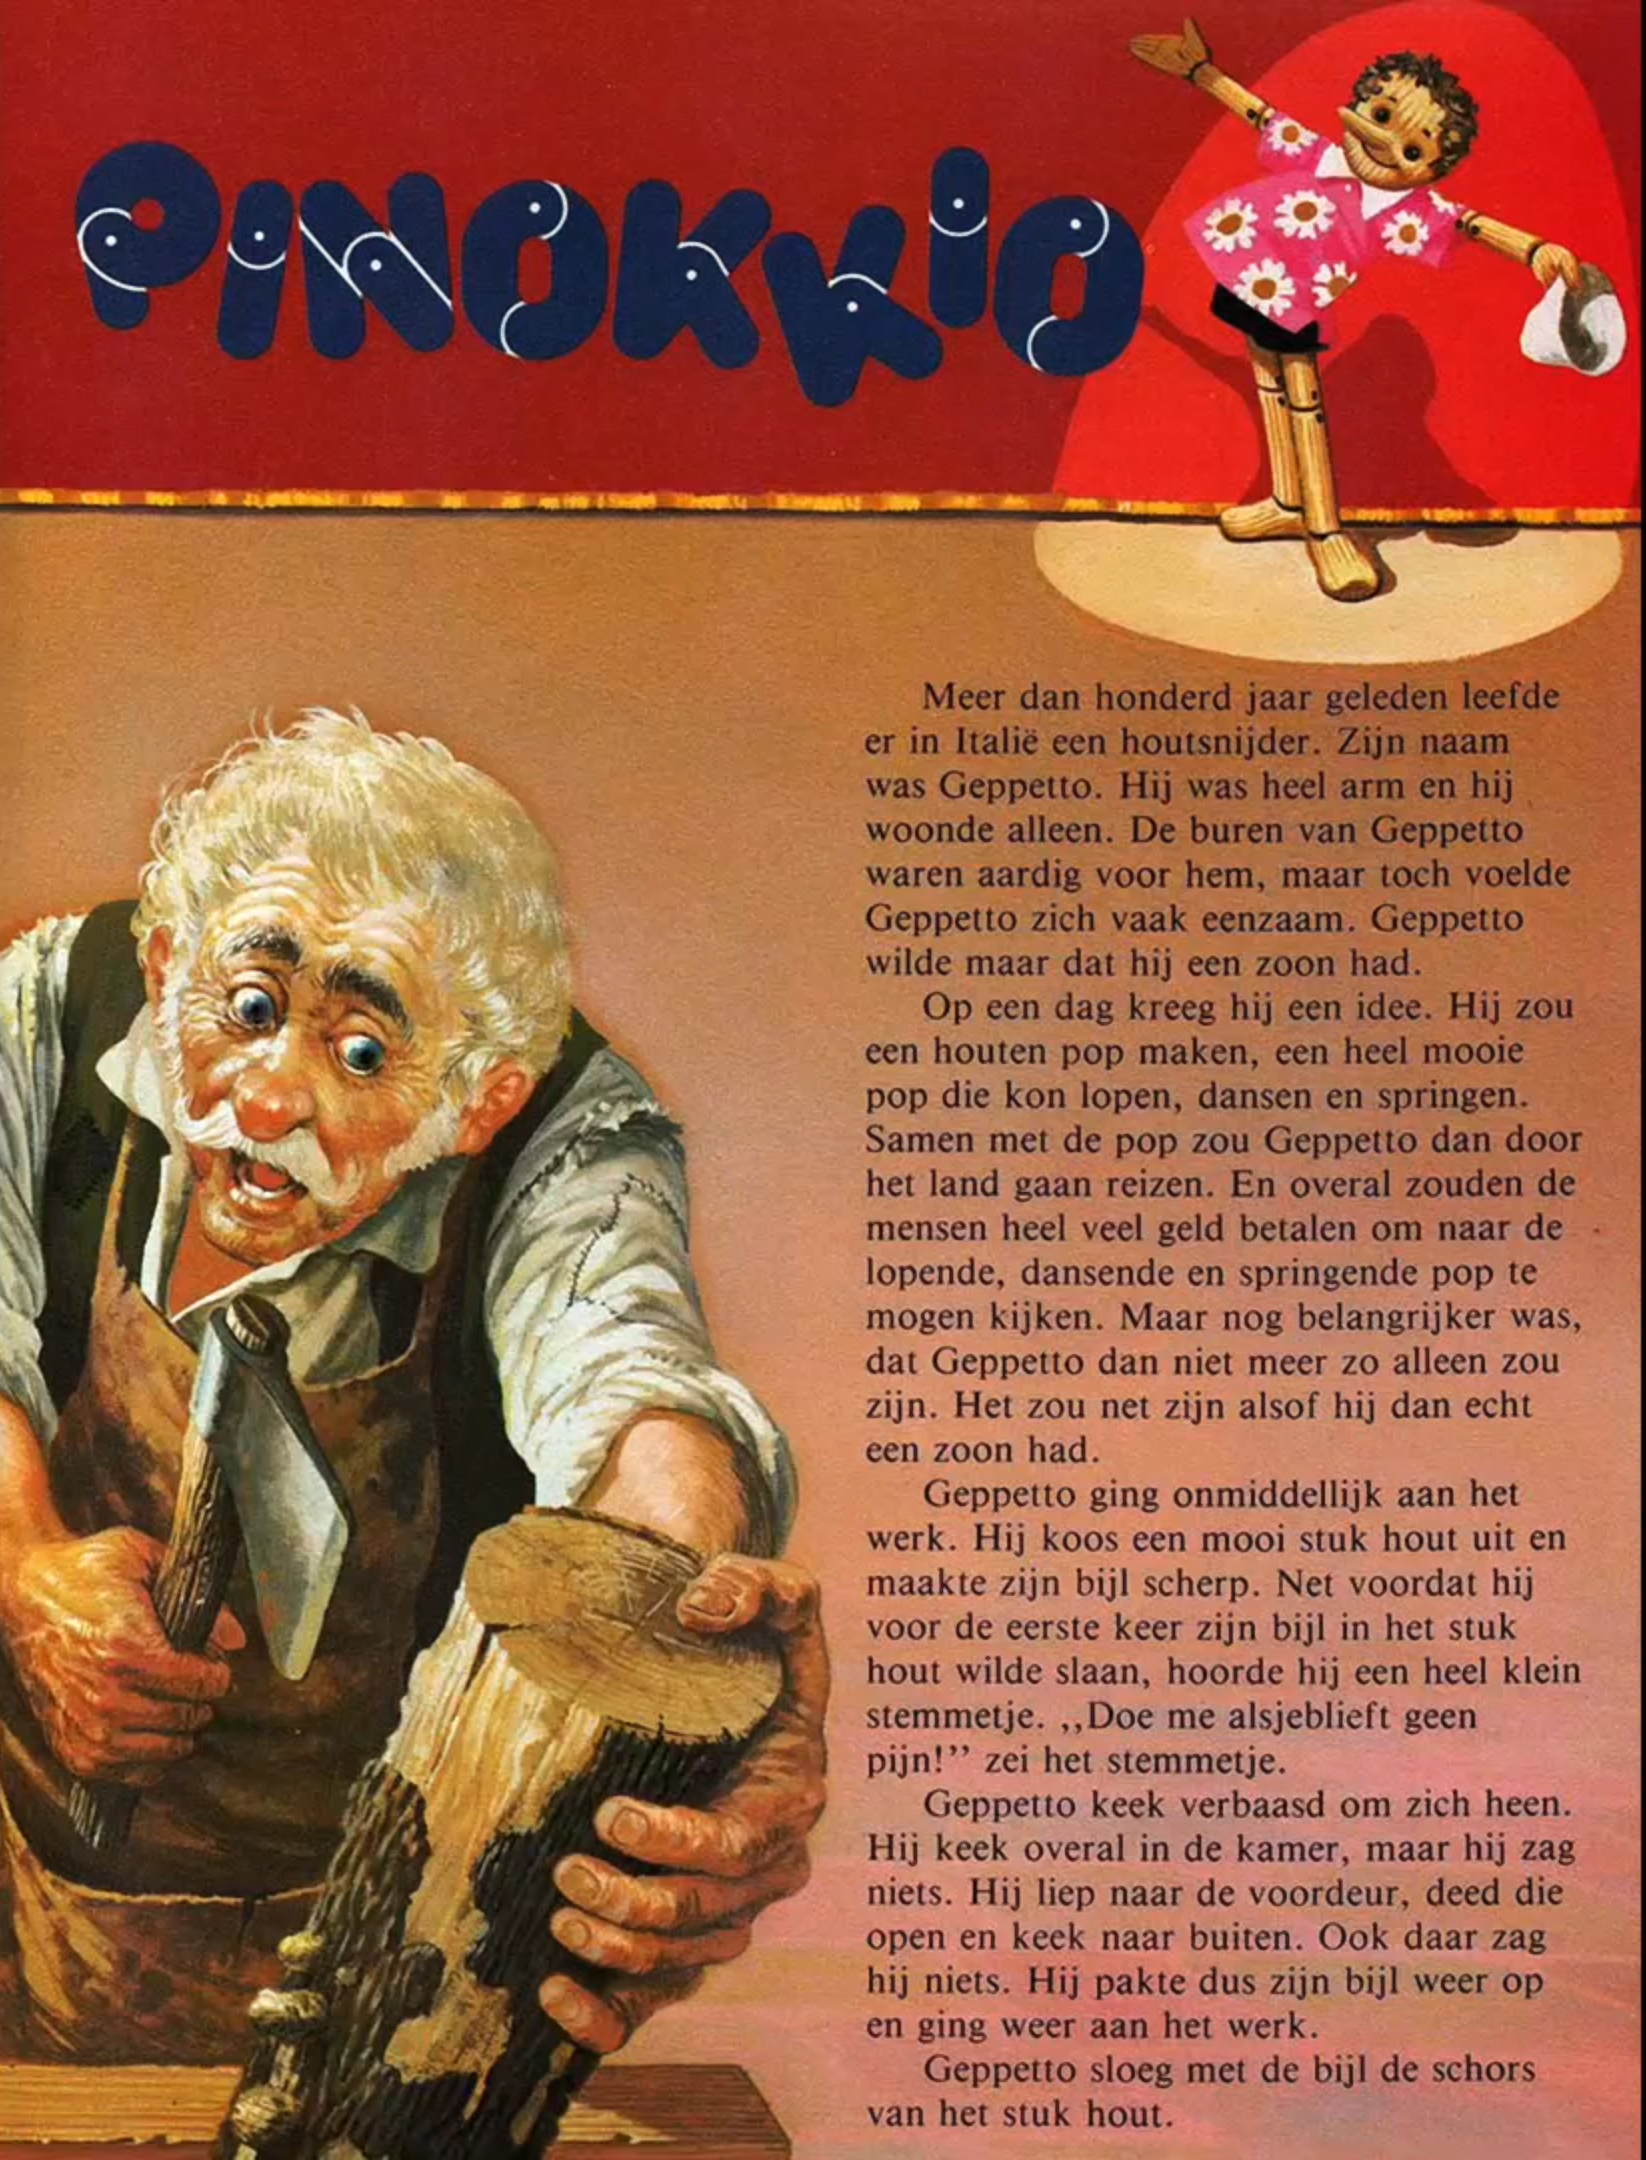 PINOKKIO
Meer dan honderd jaar geleden leefde
er in Italië een houtsnijder. Zijn naam
was Geppetto. Hij was heel arm en hij
woonde alleen. De buren van Geppetto
waren aardig voor hem, maar toch voelde
Geppetto zich vaak eenzaam. Geppetto
wilde maar dat hij een zoon had.
Op een dag kreeg hij een idee. Hij zou
een houten pop maken, een heel mooie
pop die kon lopen, dansen en springen.
Samen met de pop zou Geppetto dan door
het land gaan reizen. En overal zouden de
mensen heel veel geld betalen om naar de
lopende, dansende en springende pop te
mogen kijken. Maar nog belangrijker was,
dat Geppetto dan niet meer zo alleen zou
zijn. Het zou net zijn alsof hij dan echt
een zoon had.
Geppetto ging onmiddellijk aan het
werk. Hij koos een mooi stuk hout uit en
maakte zijn bijl scherp. Net voordat hij
voor de eerste keer zijn bijl in het stuk
hout wilde slaan, hoorde hij een heel klein
stemmetje. ,,Doe me alsjeblieft geen
pijn!’’ zei het stemmetje.
Geppetto keek verbaasd om zich heen.
Hij keek overal in de kamer, maar hij zag
niets. Hij liep naar de voordeur, deed die
open en keek naar buiten. Ook daar zag
hij niets. Hij pakte dus zijn bijl weer op
en ging weer aan het werk.
Geppetto sloeg met de bijl de schors
van het stuk hout.